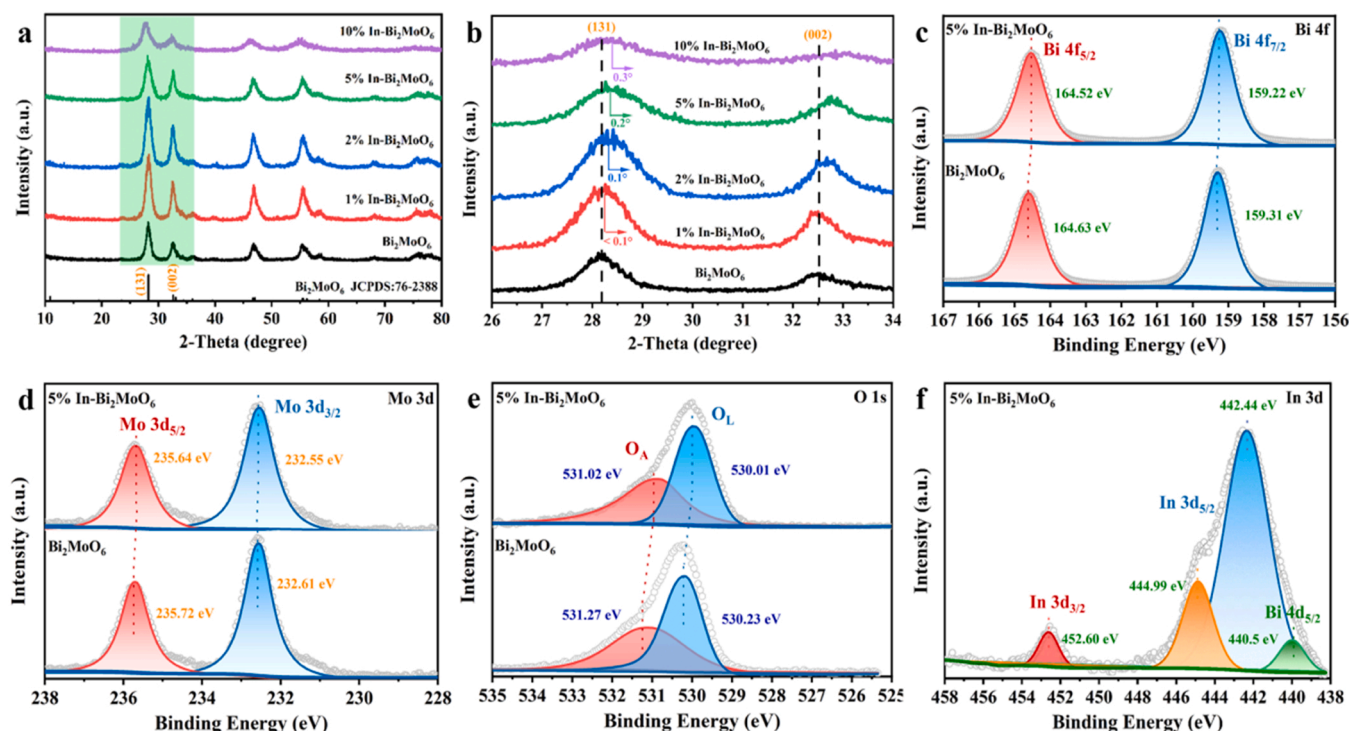 a
10% In-Bi₂MoO₆
5% In-Bi₂MoO₆
2% In-Bi₂MoO₆
1% In-Bi₂MoO₆
Bi₂MoO₆
(131)
(002)
Bi₂MoO₆ JCPDS:76-2388
Intensity (a.u.)
10 20 30 40 50 60 70 80
2-Theta (degree)
b
(131)
(002)
10% In-Bi₂MoO₆
0.3°
5% In-Bi₂MoO₆
0.2°
2% In-Bi₂MoO₆
0.1°
1% In-Bi₂MoO₆
< 0.1°
Bi₂MoO₆
Intensity (a.u.)
26 27 28 29 30 31 32 33 34
2-Theta (degree)
c
5% In-Bi₂MoO₆
Bi 4f
Bi 4f₅/₂
Bi 4f₇/₂
164.52 eV
159.22 eV
Bi₂MoO₆
164.63 eV
159.31 eV
Intensity (a.u.)
167 166 165 164 163 162 161 160 159 158 157 156
Binding Energy (eV)
d
5% In-Bi₂MoO₆
Mo 3d
Mo 3d₅/₂
Mo 3d₃/₂
235.64 eV
232.55 eV
Bi₂MoO₆
235.72 eV
232.61 eV
Intensity (a.u.)
238 236 234 232 230 228
Binding Energy (eV)
e
5% In-Bi₂MoO₆
O 1s
O_A
O_L
531.02 eV
530.01 eV
Bi₂MoO₆
531.27 eV
530.23 eV
Intensity (a.u.)
535 533 531 529 527 525
Binding Energy (eV)
f
5% In-Bi₂MoO₆
In 3d
442.44 eV
In 3d₅/₂
444.99 eV
In 3d₃/₂
452.60 eV
Bi 4d₅/₂
440.5 eV
Intensity (a.u.)
458 456 454 452 450 448 446 444 442 440 438
Binding Energy (eV)